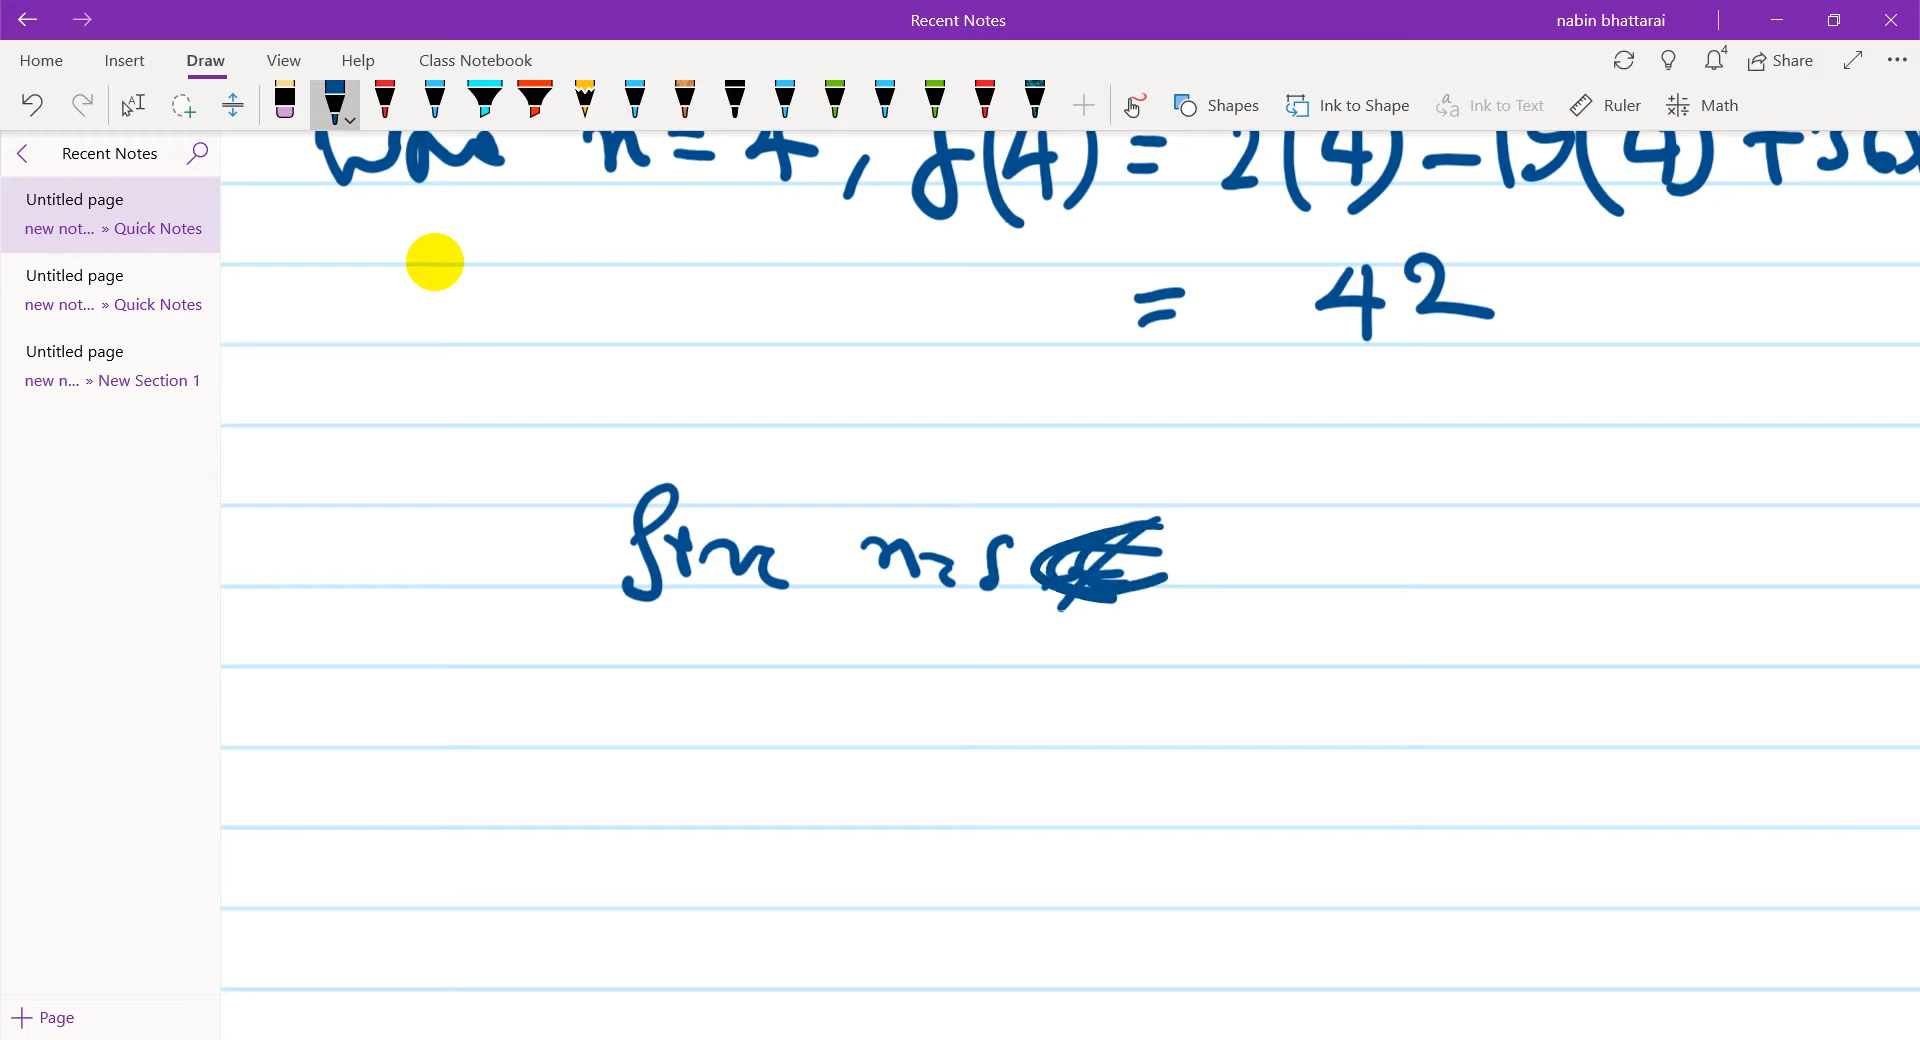 Recent Notes nabin bhattarai
Home Insert Draw View Help Class Notebook 4 Share
Shapes Ink to Shape Ink to Text Ruler Math
Recent Notes
Untitled page
new not... » Quick Notes
Untitled page
new not... » Quick Notes
Untitled page
new n... » New Section 1
Page
x = 4, f(4) = 2(4) - 15(4) + 36
= 42